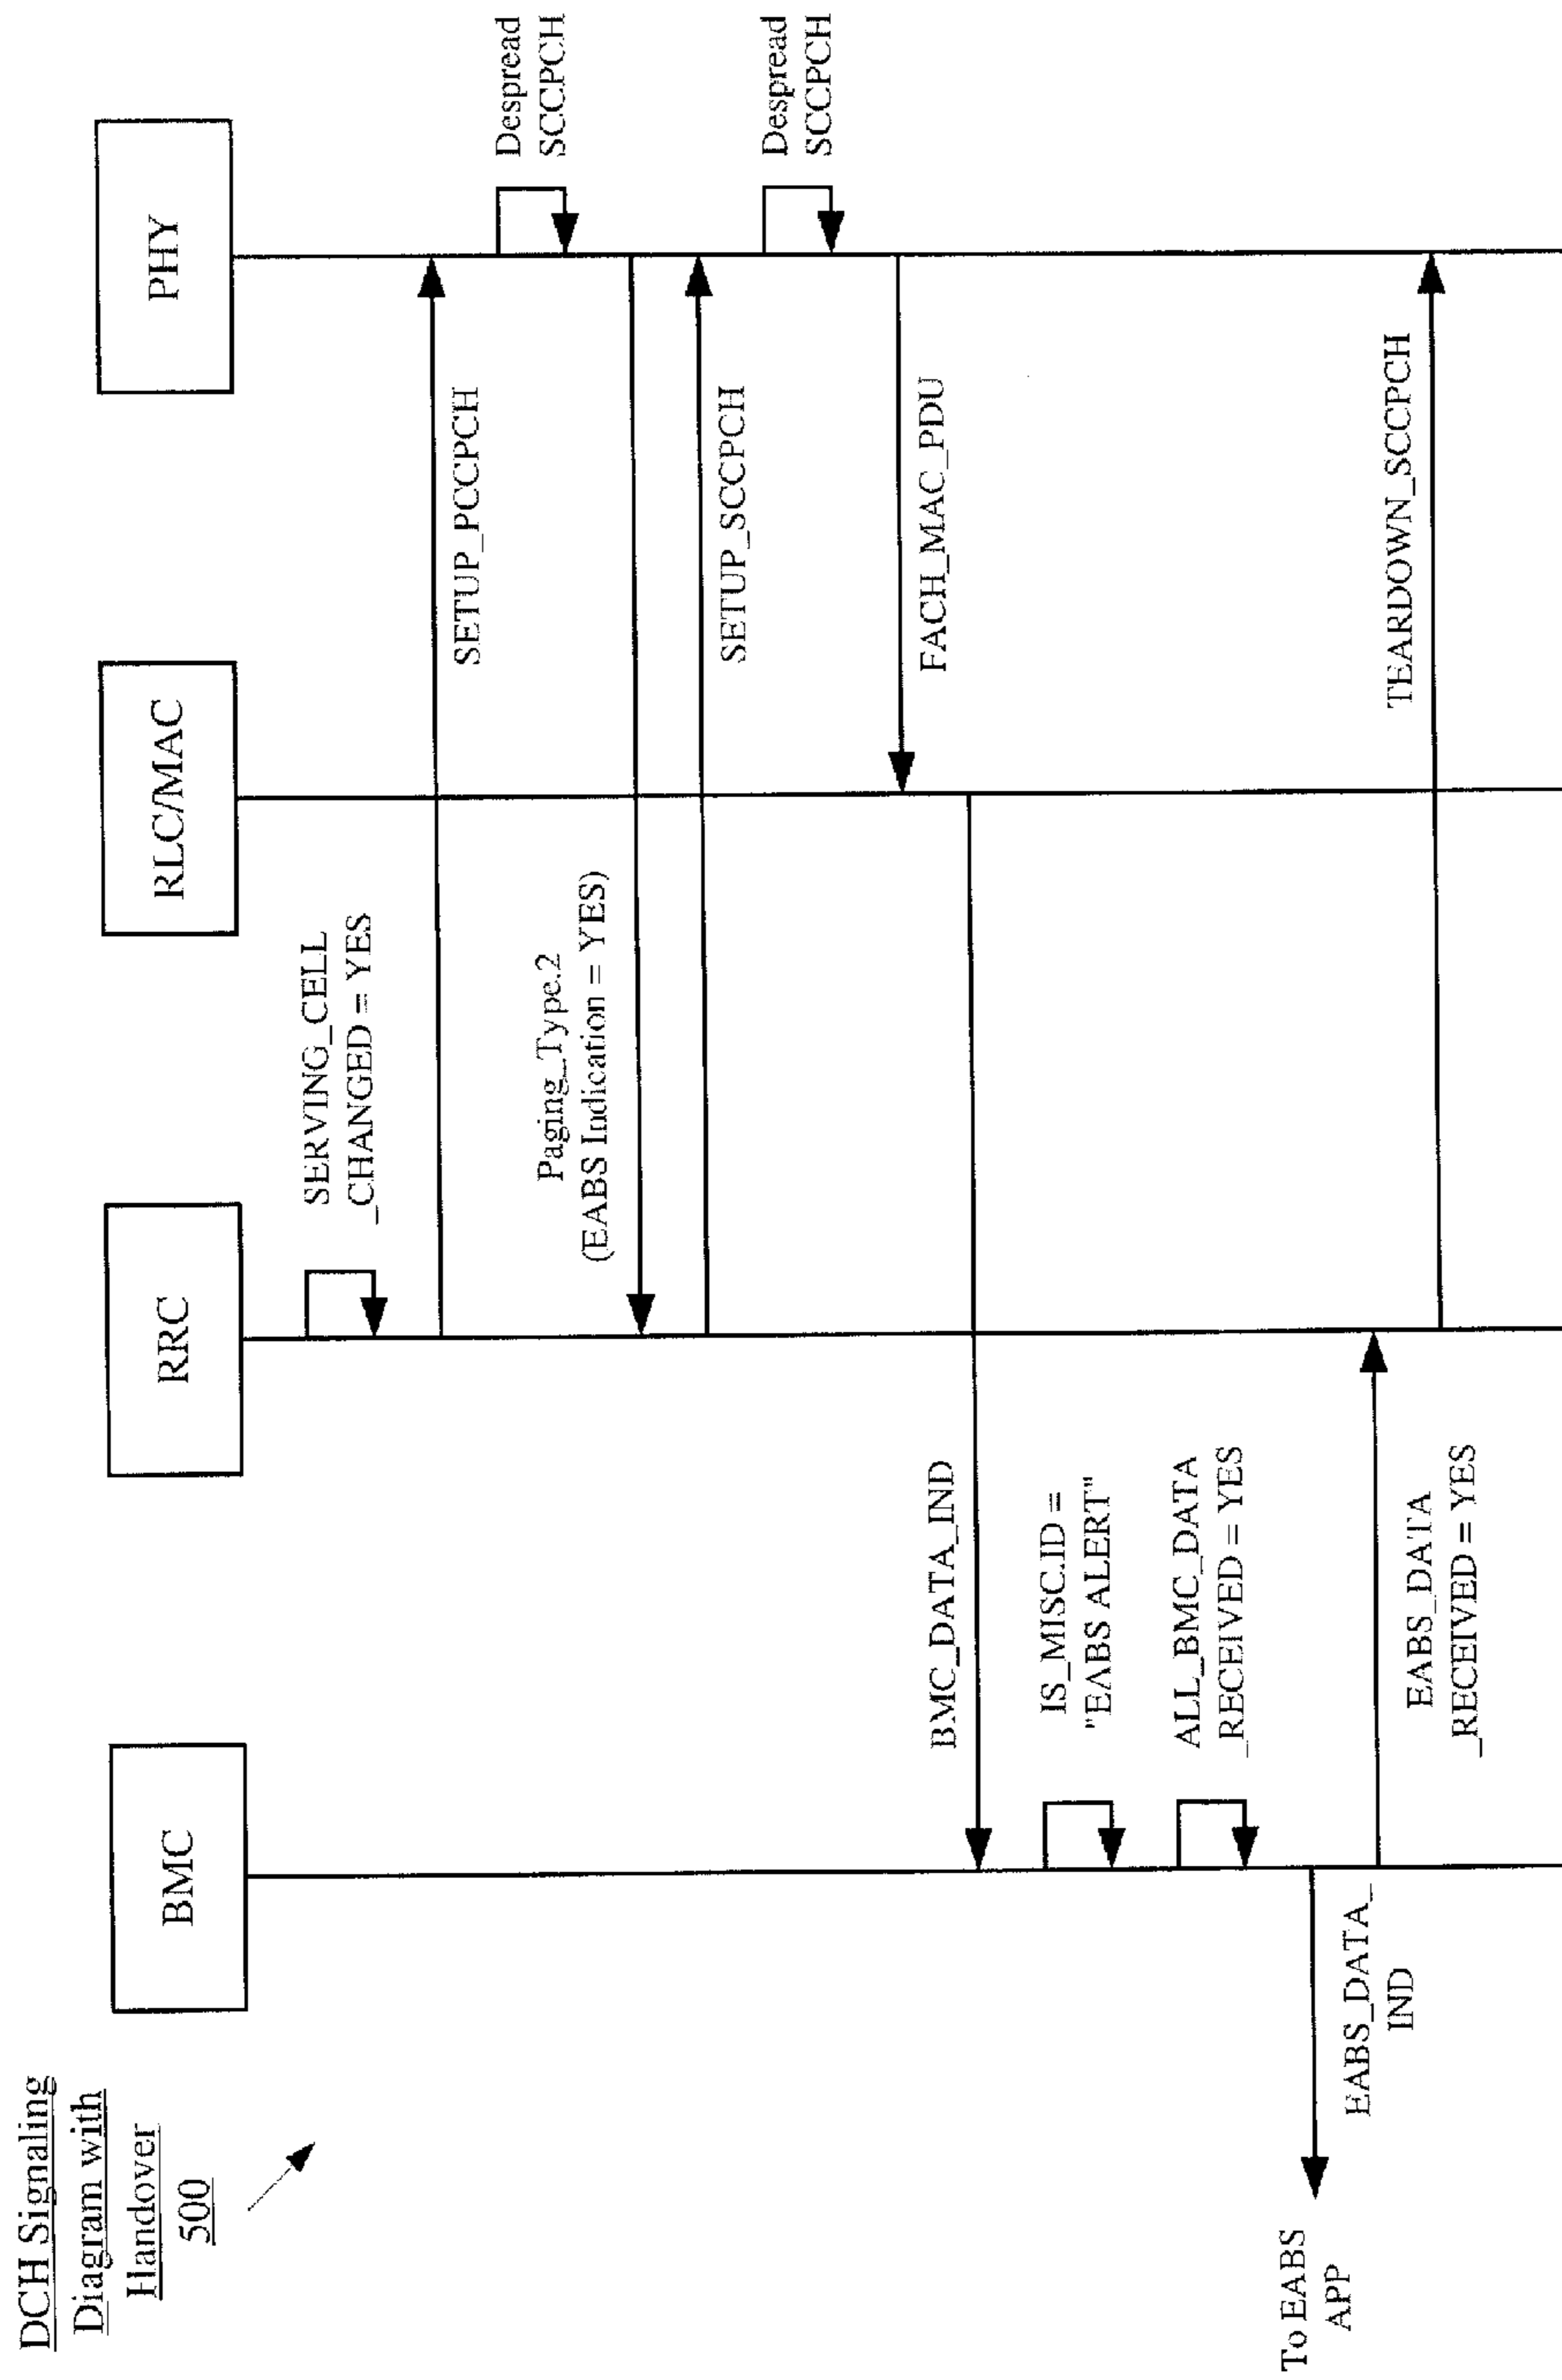 DCH Signaling
Diagram with
Handover
500
BMC
RRC
RLC/MAC
PHY
SERVING_CELL
_CHANGED = YES
SETUP_PCCPCH
Despread
SCCPCH
Paging_Type.2
(EABS Indication = YES)
SETUP_SCCPCH
Despread
SCCPCH
FACH_MAC_PDU
BMC_DATA_IND
IS_MISC.ID =
"EABS ALERT"
ALL_BMC_DATA
_RECEIVED = YES
To EABS
APP
EABS_DATA_
IND
EABS_DATA
_RECEIVED = YES
TEARDOWN_SCCPCH